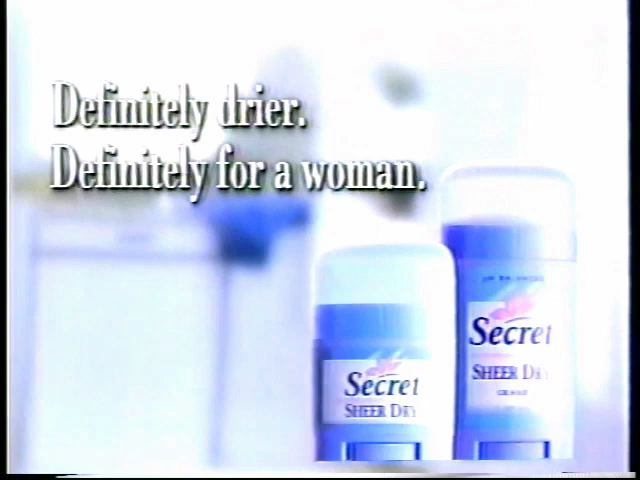 Definitely drier.
Definitely for a woman.
Secret
SHEER DRY
Secret
SHEER DRY